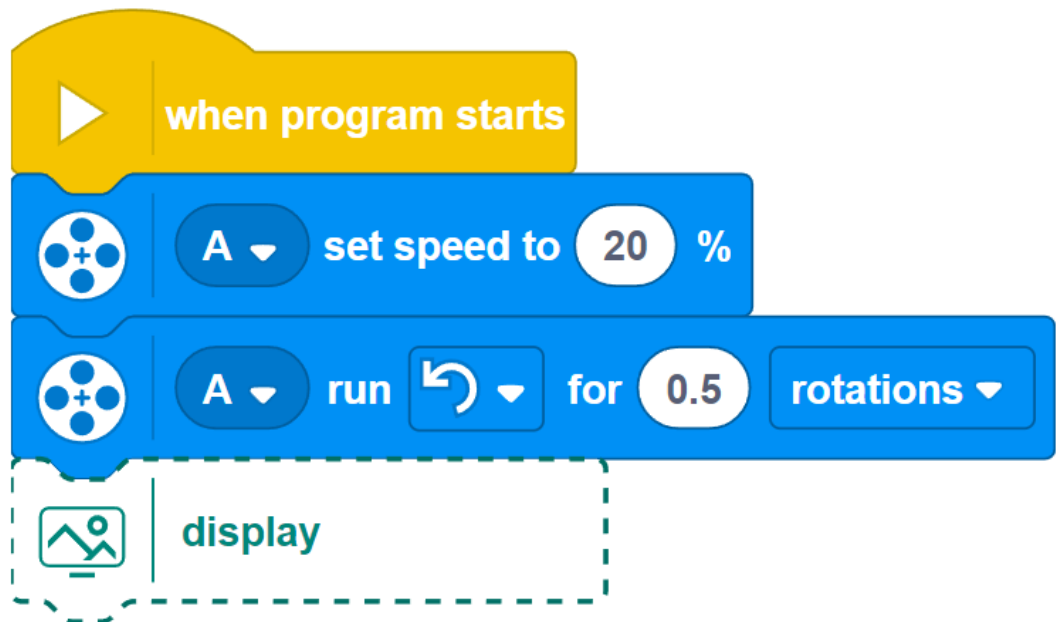 when program starts
A set speed to 20 %
A run for 0.5 rotations
display